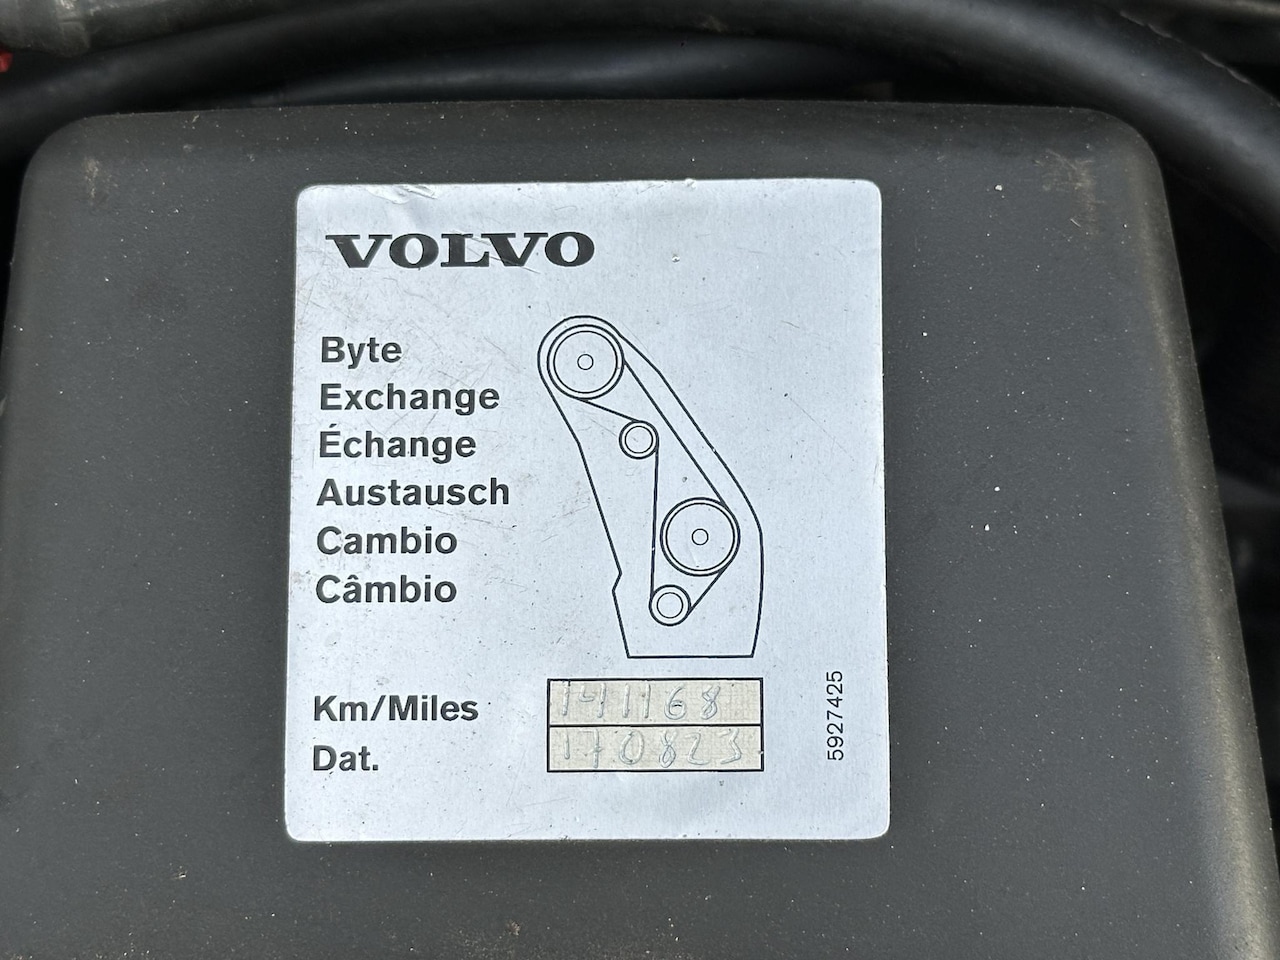 VOLVO
Byte
Exchange
Échange
Austausch
Cambio
Câmbio
Km/Miles 141168
Dat. 170823
5927425